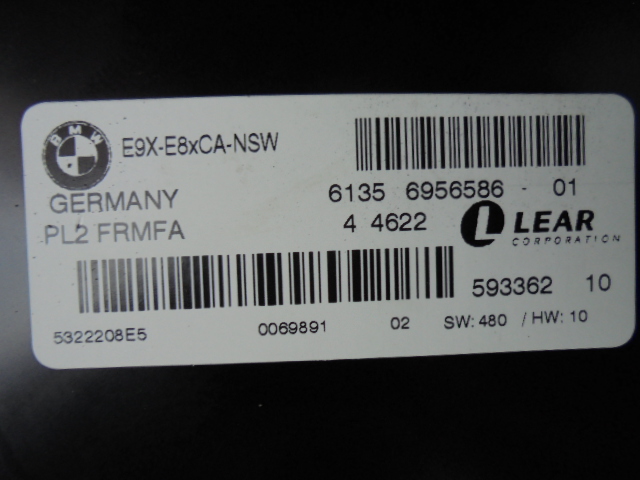 BMW
E9X-E8xCA-NSW
GERMANY
6135 6956586 - 01
PL2 FRMFA
4 4622
L LEAR
CORPORATION
593362 10
5322208E5 0069891 02 SW: 480 / HW: 10